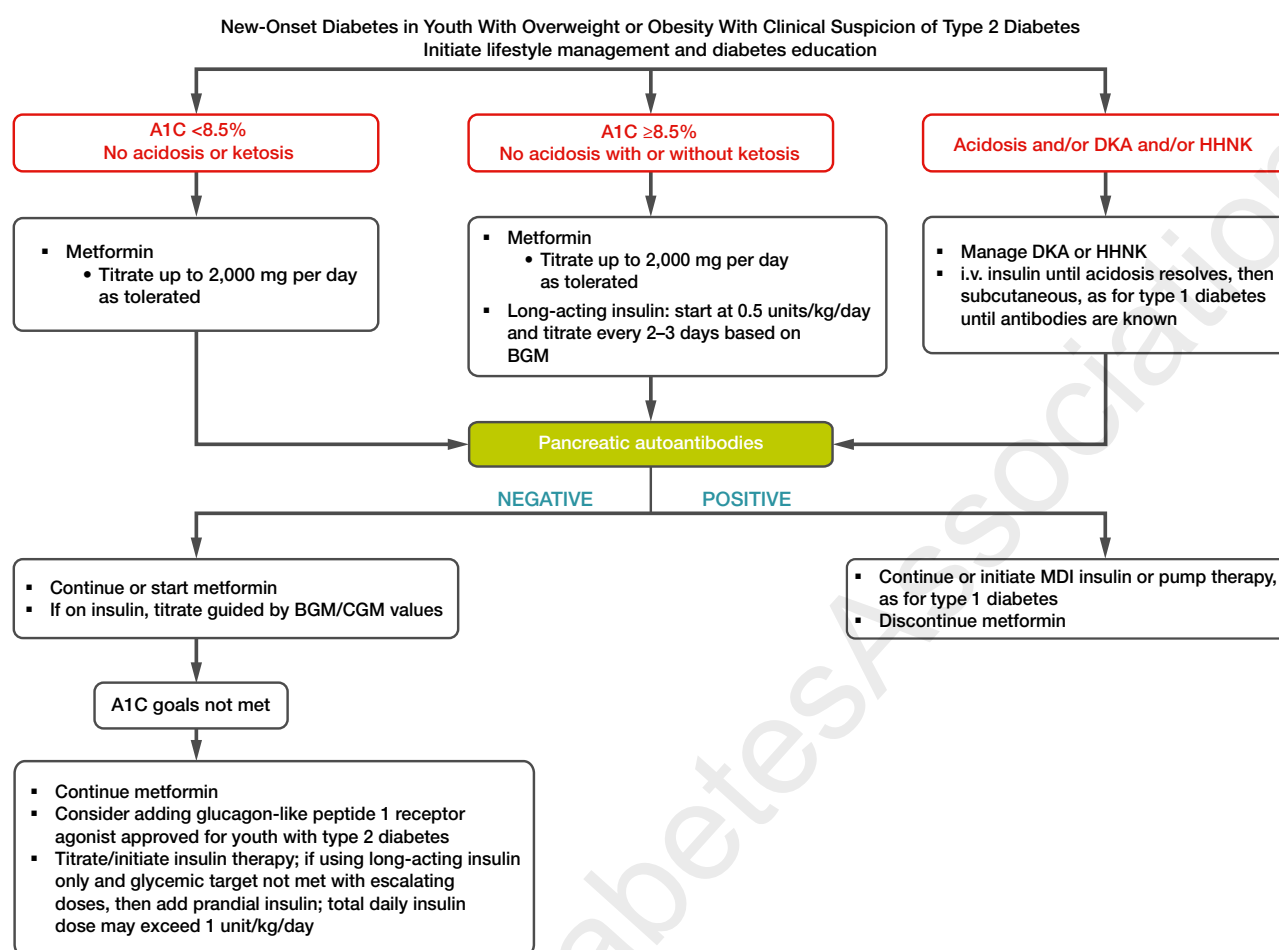 New-Onset Diabetes in Youth With Overweight or Obesity With Clinical Suspicion of Type 2 Diabetes
Initiate lifestyle management and diabetes education
A1C <8.5%
No acidosis or ketosis
A1C ≥8.5%
No acidosis with or without ketosis
Acidosis and/or DKA and/or HHNK
▪ Metformin
• Titrate up to 2,000 mg per day
as tolerated
▪ Metformin
• Titrate up to 2,000 mg per day
as tolerated
▪ Long-acting insulin: start at 0.5 units/kg/day
and titrate every 2–3 days based on
BGM
▪ Manage DKA or HHNK
▪ i.v. insulin until acidosis resolves, then
subcutaneous, as for type 1 diabetes
until antibodies are known
Pancreatic autoantibodies
NEGATIVE
POSITIVE
▪ Continue or start metformin
▪ If on insulin, titrate guided by BGM/CGM values
▪ Continue or initiate MDI insulin or pump therapy,
as for type 1 diabetes
▪ Discontinue metformin
A1C goals not met
▪ Continue metformin
▪ Consider adding glucagon-like peptide 1 receptor
agonist approved for youth with type 2 diabetes
▪ Titrate/initiate insulin therapy; if using long-acting insulin
only and glycemic target not met with escalating
doses, then add prandial insulin; total daily insulin
dose may exceed 1 unit/kg/day
abetesAssociation